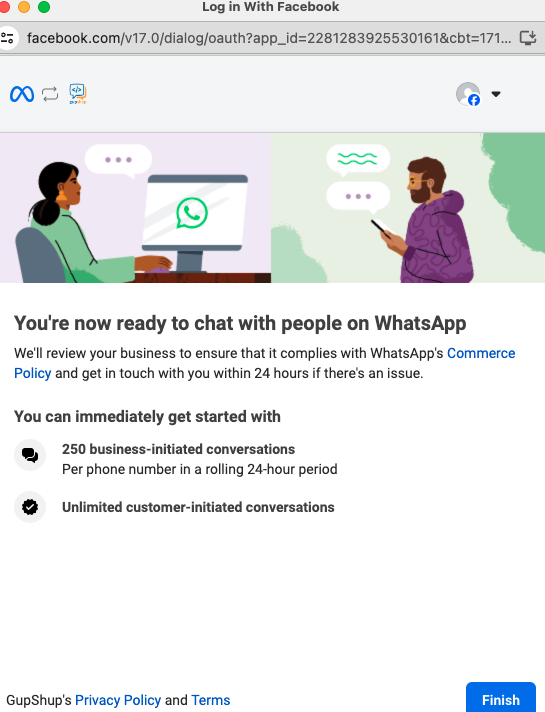 Log in With Facebook
facebook.com/v17.0/dialog/oauth?app_id=2281283925530161&cbt=171...
You're now ready to chat with people on WhatsApp
We'll review your business to ensure that it complies with WhatsApp's Commerce
Policy and get in touch with you within 24 hours if there's an issue.
You can immediately get started with
250 business-initiated conversations
Per phone number in a rolling 24-hour period
Unlimited customer-initiated conversations
GupShup's Privacy Policy and Terms
Finish